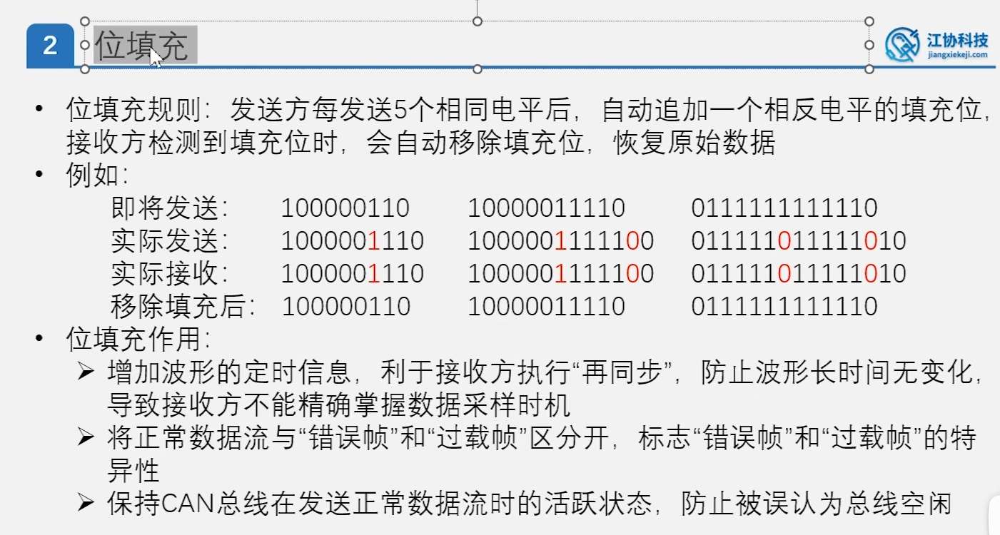 2
位填充
江协科技
jiangxiekeji.com
• 位填充规则：发送方每发送5个相同电平后，自动追加一个相反电平的填充位，
接收方检测到填充位时，会自动移除填充位，恢复原始数据
• 例如：
即将发送： 100000110 10000011110 0111111111110
实际发送： 1000001110 1000001111100 011111011111010
实际接收： 1000001110 1000001111100 011111011111010
移除填充后： 100000110 10000011110 0111111111110
• 位填充作用：
➢ 增加波形的定时信息，利于接收方执行“再同步”，防止波形长时间无变化，
导致接收方不能精确掌握数据采样时机
➢ 将正常数据流与“错误帧”和“过载帧”区分开，标志“错误帧”和“过载帧”的特
异性
➢ 保持CAN总线在发送正常数据流时的活跃状态，防止被误认为总线空闲